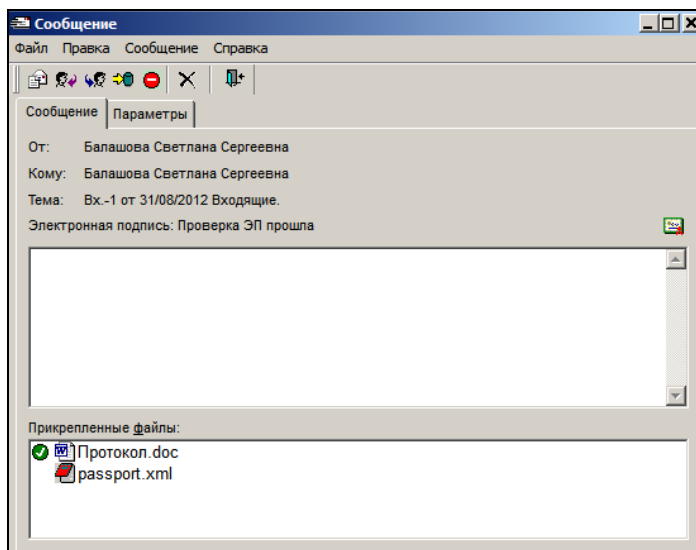 Сообщение
Файл Правка Сообщение Справка
Сообщение Параметры
От: Балашова Светлана Сергеевна
Кому: Балашова Светлана Сергеевна
Тема: Вх.-1 от 31/08/2012 Входящие.
Электронная подпись: Проверка ЭП прошла
Прикрепленные файлы:
Протокол.doc
passport.xml